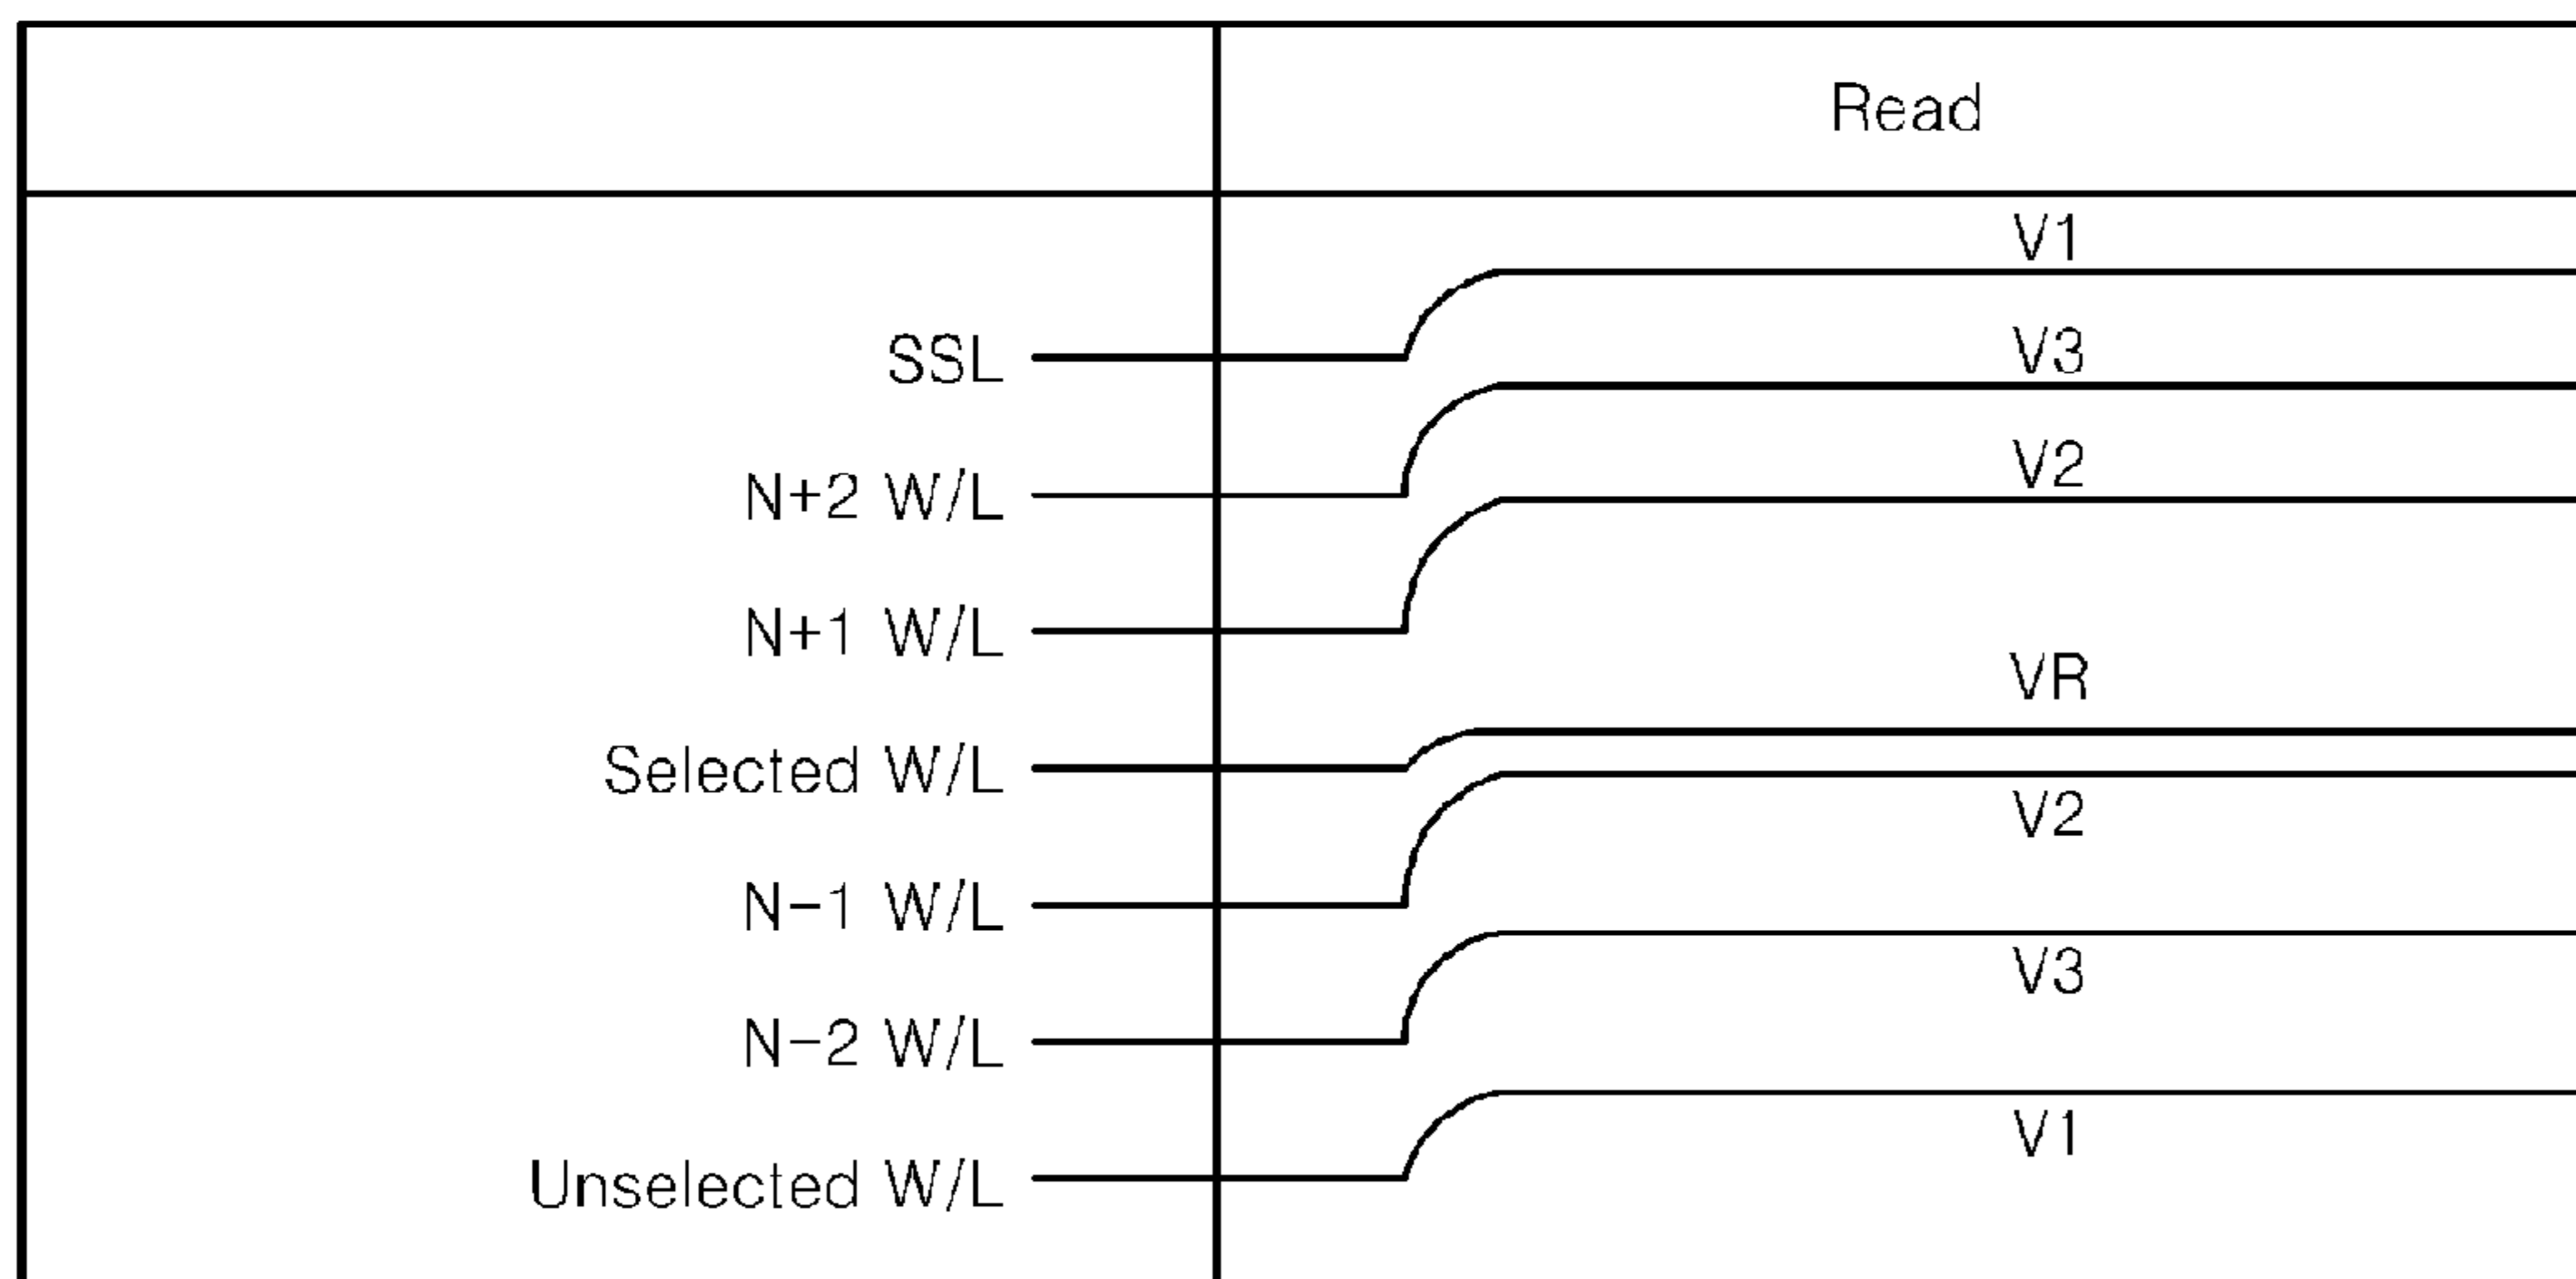 Read
V1
SSL
V3
N+2 W/L
V2
N+1 W/L
VR
Selected W/L
V2
N-1 W/L
V3
N-2 W/L
V1
Unselected W/L